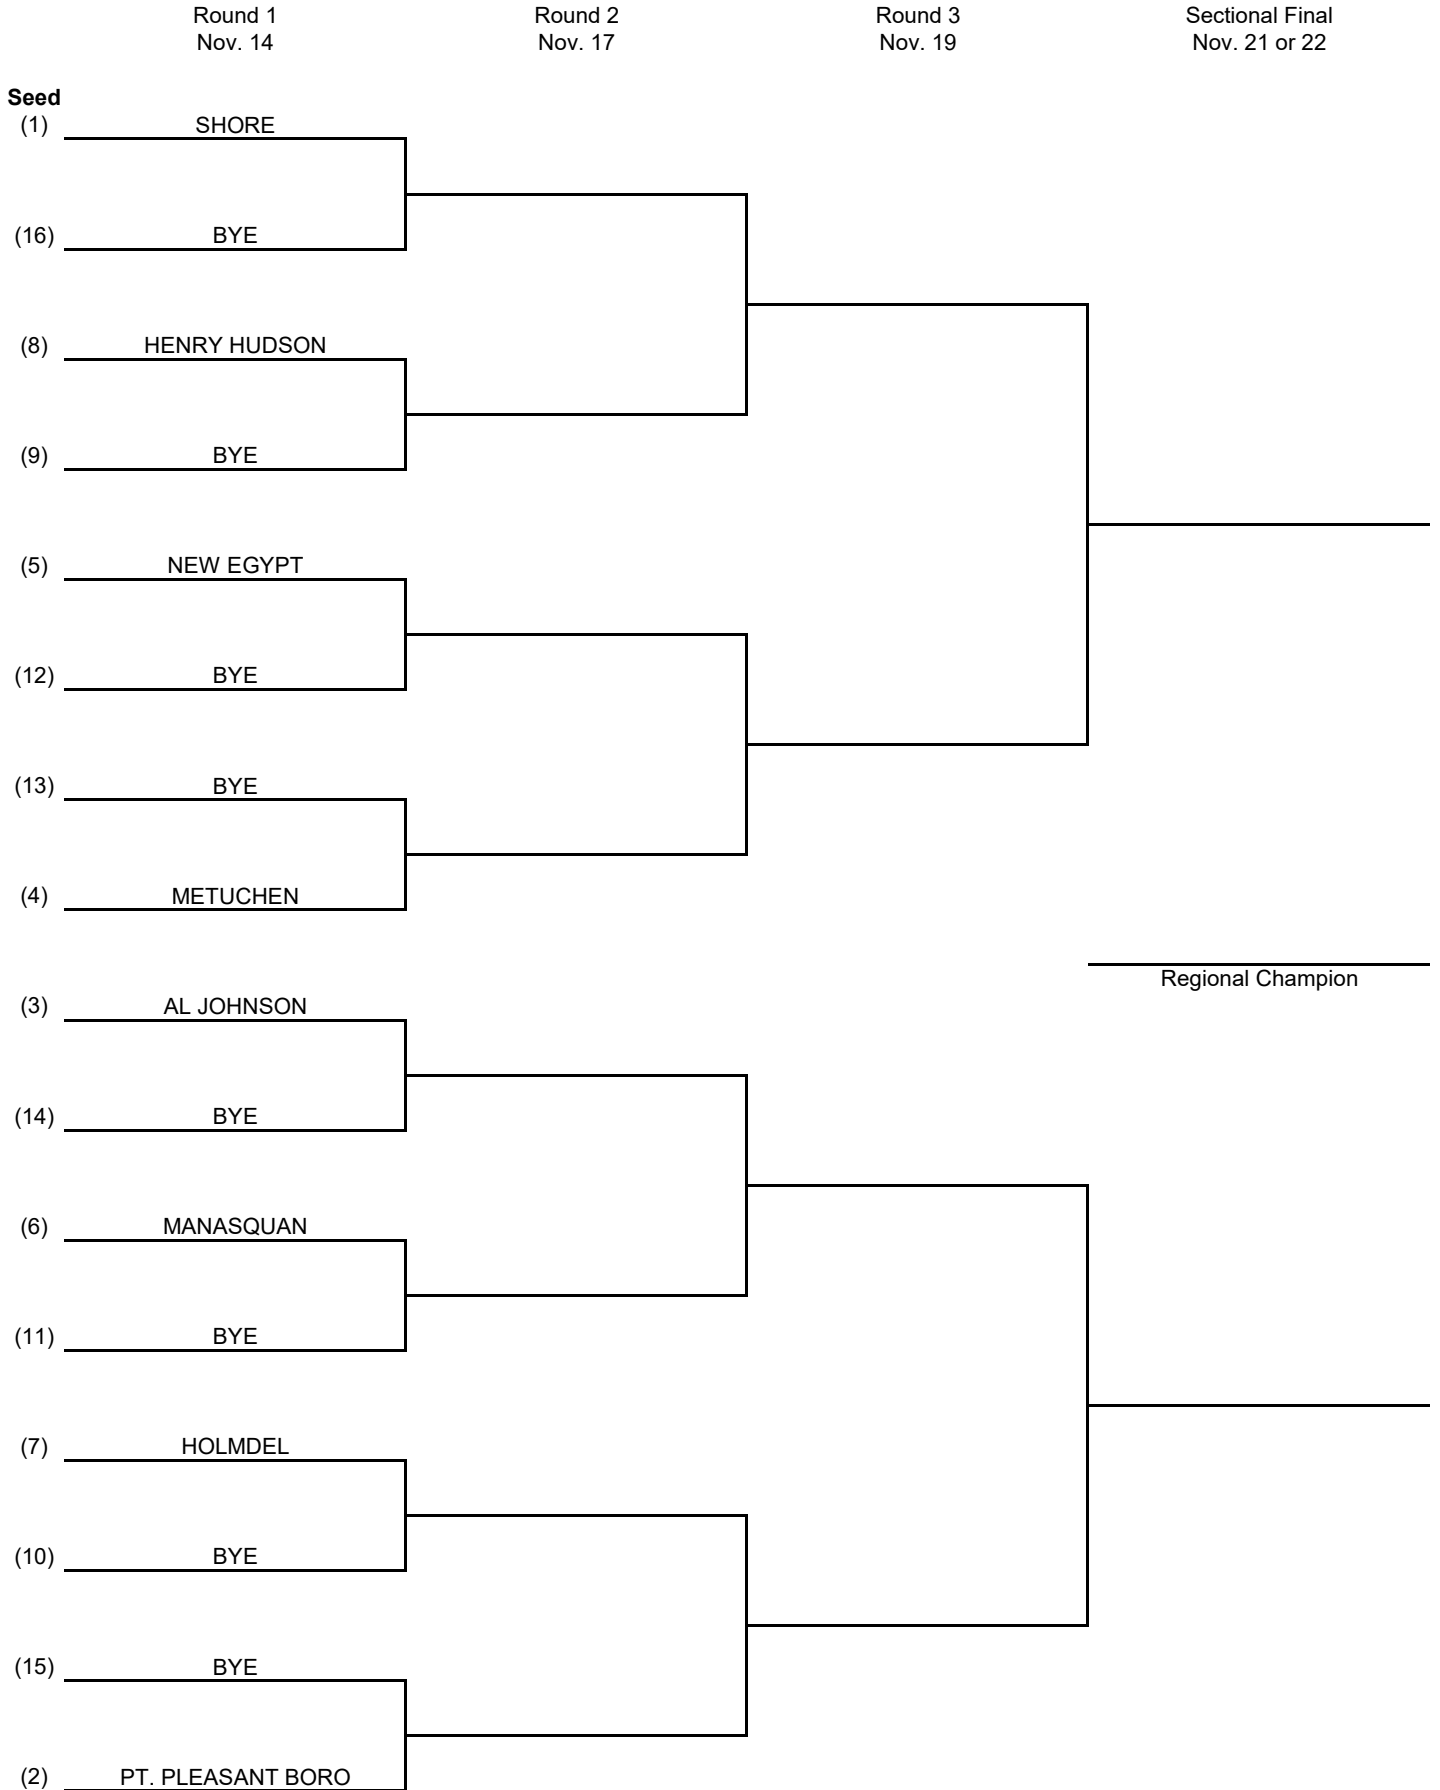 Round 1
Nov. 14
Round 2
Nov. 17
Round 3
Nov. 19
Sectional Final
Nov. 21 or 22
Seed
(1) SHORE
(16) BYE
(8) HENRY HUDSON
(9) BYE
(5) NEW EGYPT
(12) BYE
(13) BYE
(4) METUCHEN
Regional Champion
(3) AL JOHNSON
(14) BYE
(6) MANASQUAN
(11) BYE
(7) HOLMDEL
(10) BYE
(15) BYE
(2) PT. PLEASANT BORO